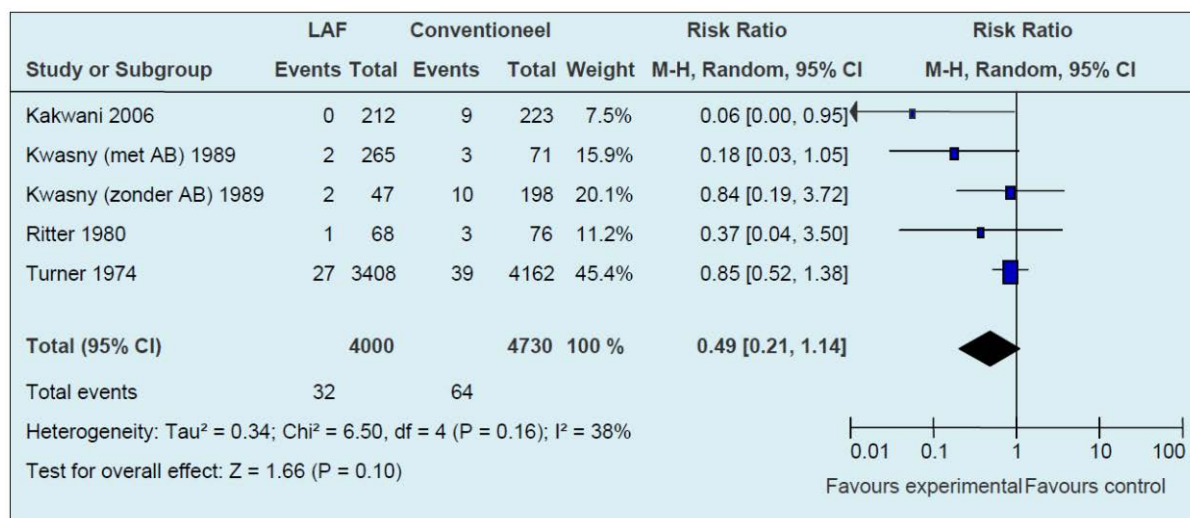 LAF Conventioneel Risk Ratio Risk Ratio
Study or Subgroup Events Total Events Total Weight M-H, Random, 95% CI M-H, Random, 95% CI
Kakwani 2006 0 212 9 223 7.5% 0.06 [0.00, 0.95]
Kwasny (met AB) 1989 2 265 3 71 15.9% 0.18 [0.03, 1.05]
Kwasny (zonder AB) 1989 2 47 10 198 20.1% 0.84 [0.19, 3.72]
Ritter 1980 1 68 3 76 11.2% 0.37 [0.04, 3.50]
Turner 1974 27 3408 39 4162 45.4% 0.85 [0.52, 1.38]
Total (95% CI) 4000 4730 100 % 0.49 [0.21, 1.14]
Total events 32 64
Heterogeneity: Tau² = 0.34; Chi² = 6.50, df = 4 (P = 0.16); I² = 38%
Test for overall effect: Z = 1.66 (P = 0.10)
0.01 0.1 1 10 100
Favours experimental Favours control